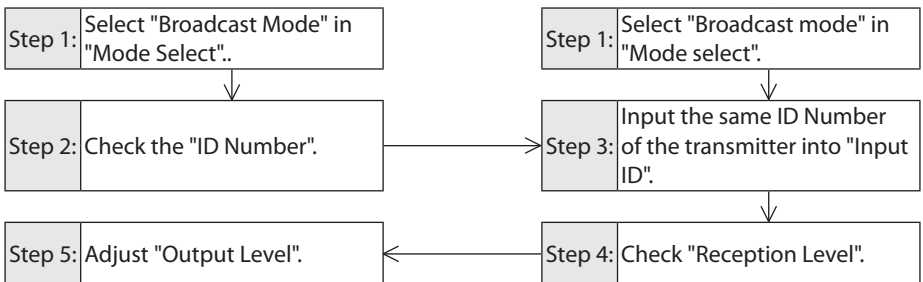 Step 1: Select "Broadcast Mode" in
"Mode Select"..
Step 1: Select "Broadcast mode" in
"Mode select".
Step 2: Check the "ID Number".
Step 3: Input the same ID Number
of the transmitter into "Input
ID".
Step 5: Adjust "Output Level".
Step 4: Check "Reception Level".